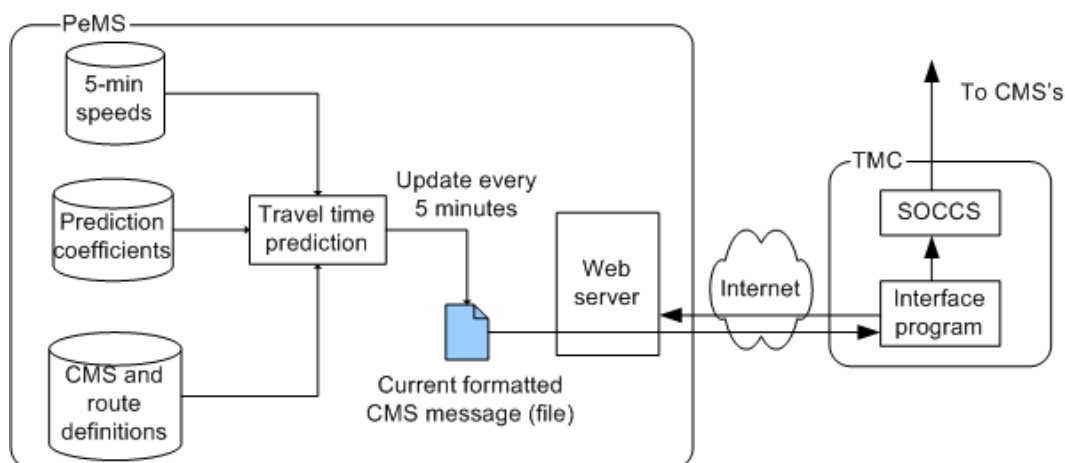 PeMS
5-min
speeds
Prediction
coefficients
CMS and
route
definitions
Travel time
prediction
Update every
5 minutes
Current formatted
CMS message (file)
Web
server
Internet
To CMS's
TMC
SOCCS
Interface
program